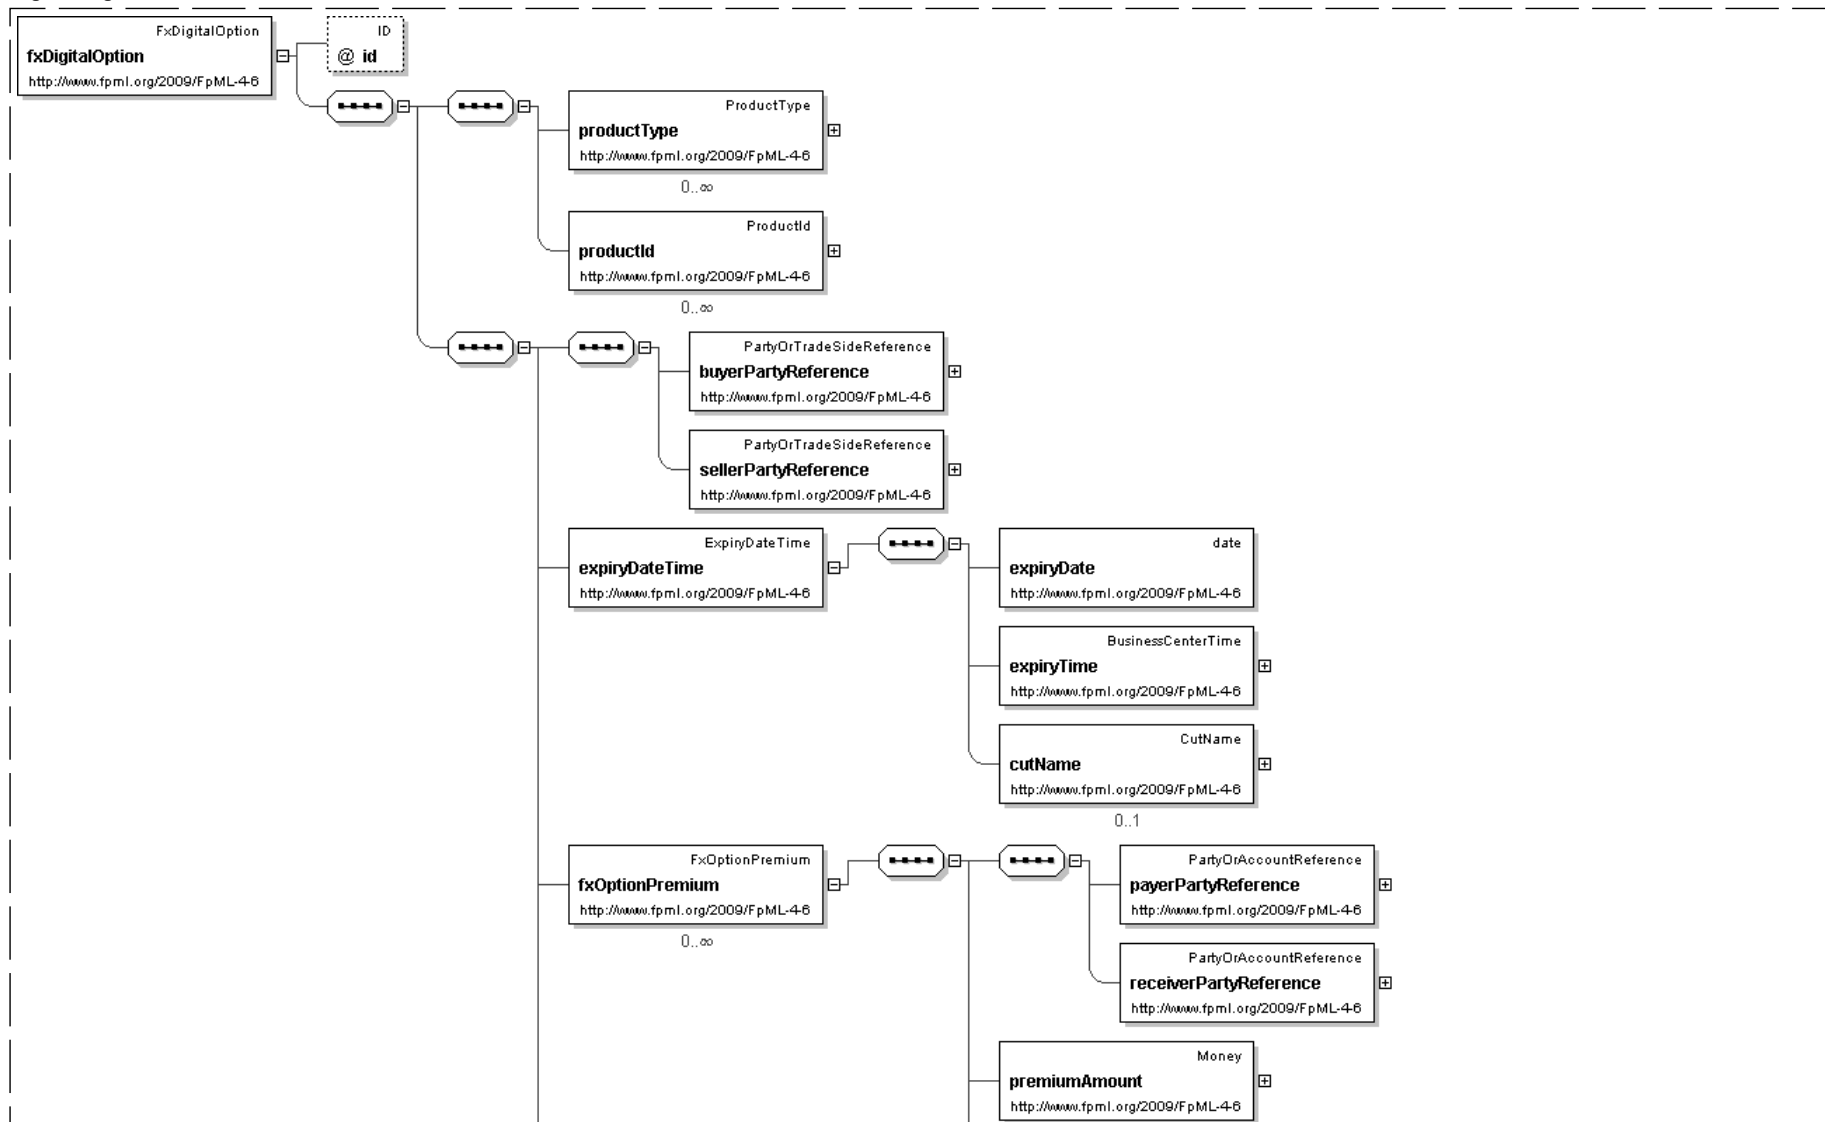 FxDigitalOption
fxDigitalOption
http://www.fpml.org/2009/FpML-4-6
ID
@ id
ProductType
productType
http://www.fpml.org/2009/FpML-4-6
0..∞
ProductId
productId
http://www.fpml.org/2009/FpML-4-6
0..∞
PartyOrTradeSideReference
buyerPartyReference
http://www.fpml.org/2009/FpML-4-6
PartyOrTradeSideReference
sellerPartyReference
http://www.fpml.org/2009/FpML-4-6
ExpiryDateTime
expiryDateTime
http://www.fpml.org/2009/FpML-4-6
date
expiryDate
http://www.fpml.org/2009/FpML-4-6
BusinessCenterTime
expiryTime
http://www.fpml.org/2009/FpML-4-6
CutName
cutName
http://www.fpml.org/2009/FpML-4-6
0..1
FxOptionPremium
fxOptionPremium
http://www.fpml.org/2009/FpML-4-6
0..∞
PartyOrAccountReference
payerPartyReference
http://www.fpml.org/2009/FpML-4-6
PartyOrAccountReference
receiverPartyReference
http://www.fpml.org/2009/FpML-4-6
Money
premiumAmount
http://www.fpml.org/2009/FpML-4-6